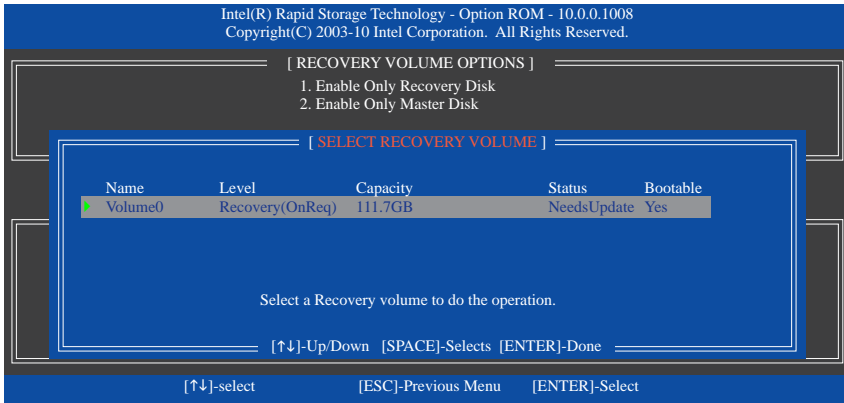 Intel(R) Rapid Storage Technology - Option ROM - 10.0.0.1008
Copyright(C) 2003-10 Intel Corporation.  All Rights Reserved.
[ RECOVERY VOLUME OPTIONS ]
1. Enable Only Recovery Disk
2. Enable Only Master Disk
[ SELECT RECOVERY VOLUME ]
Name Level Capacity Status Bootable
Volume0 Recovery(OnReq) 111.7GB NeedsUpdate Yes
Select a Recovery volume to do the operation.
[↑↓]-Up/Down [SPACE]-Selects [ENTER]-Done
[↑↓]-select [ESC]-Previous Menu [ENTER]-Select